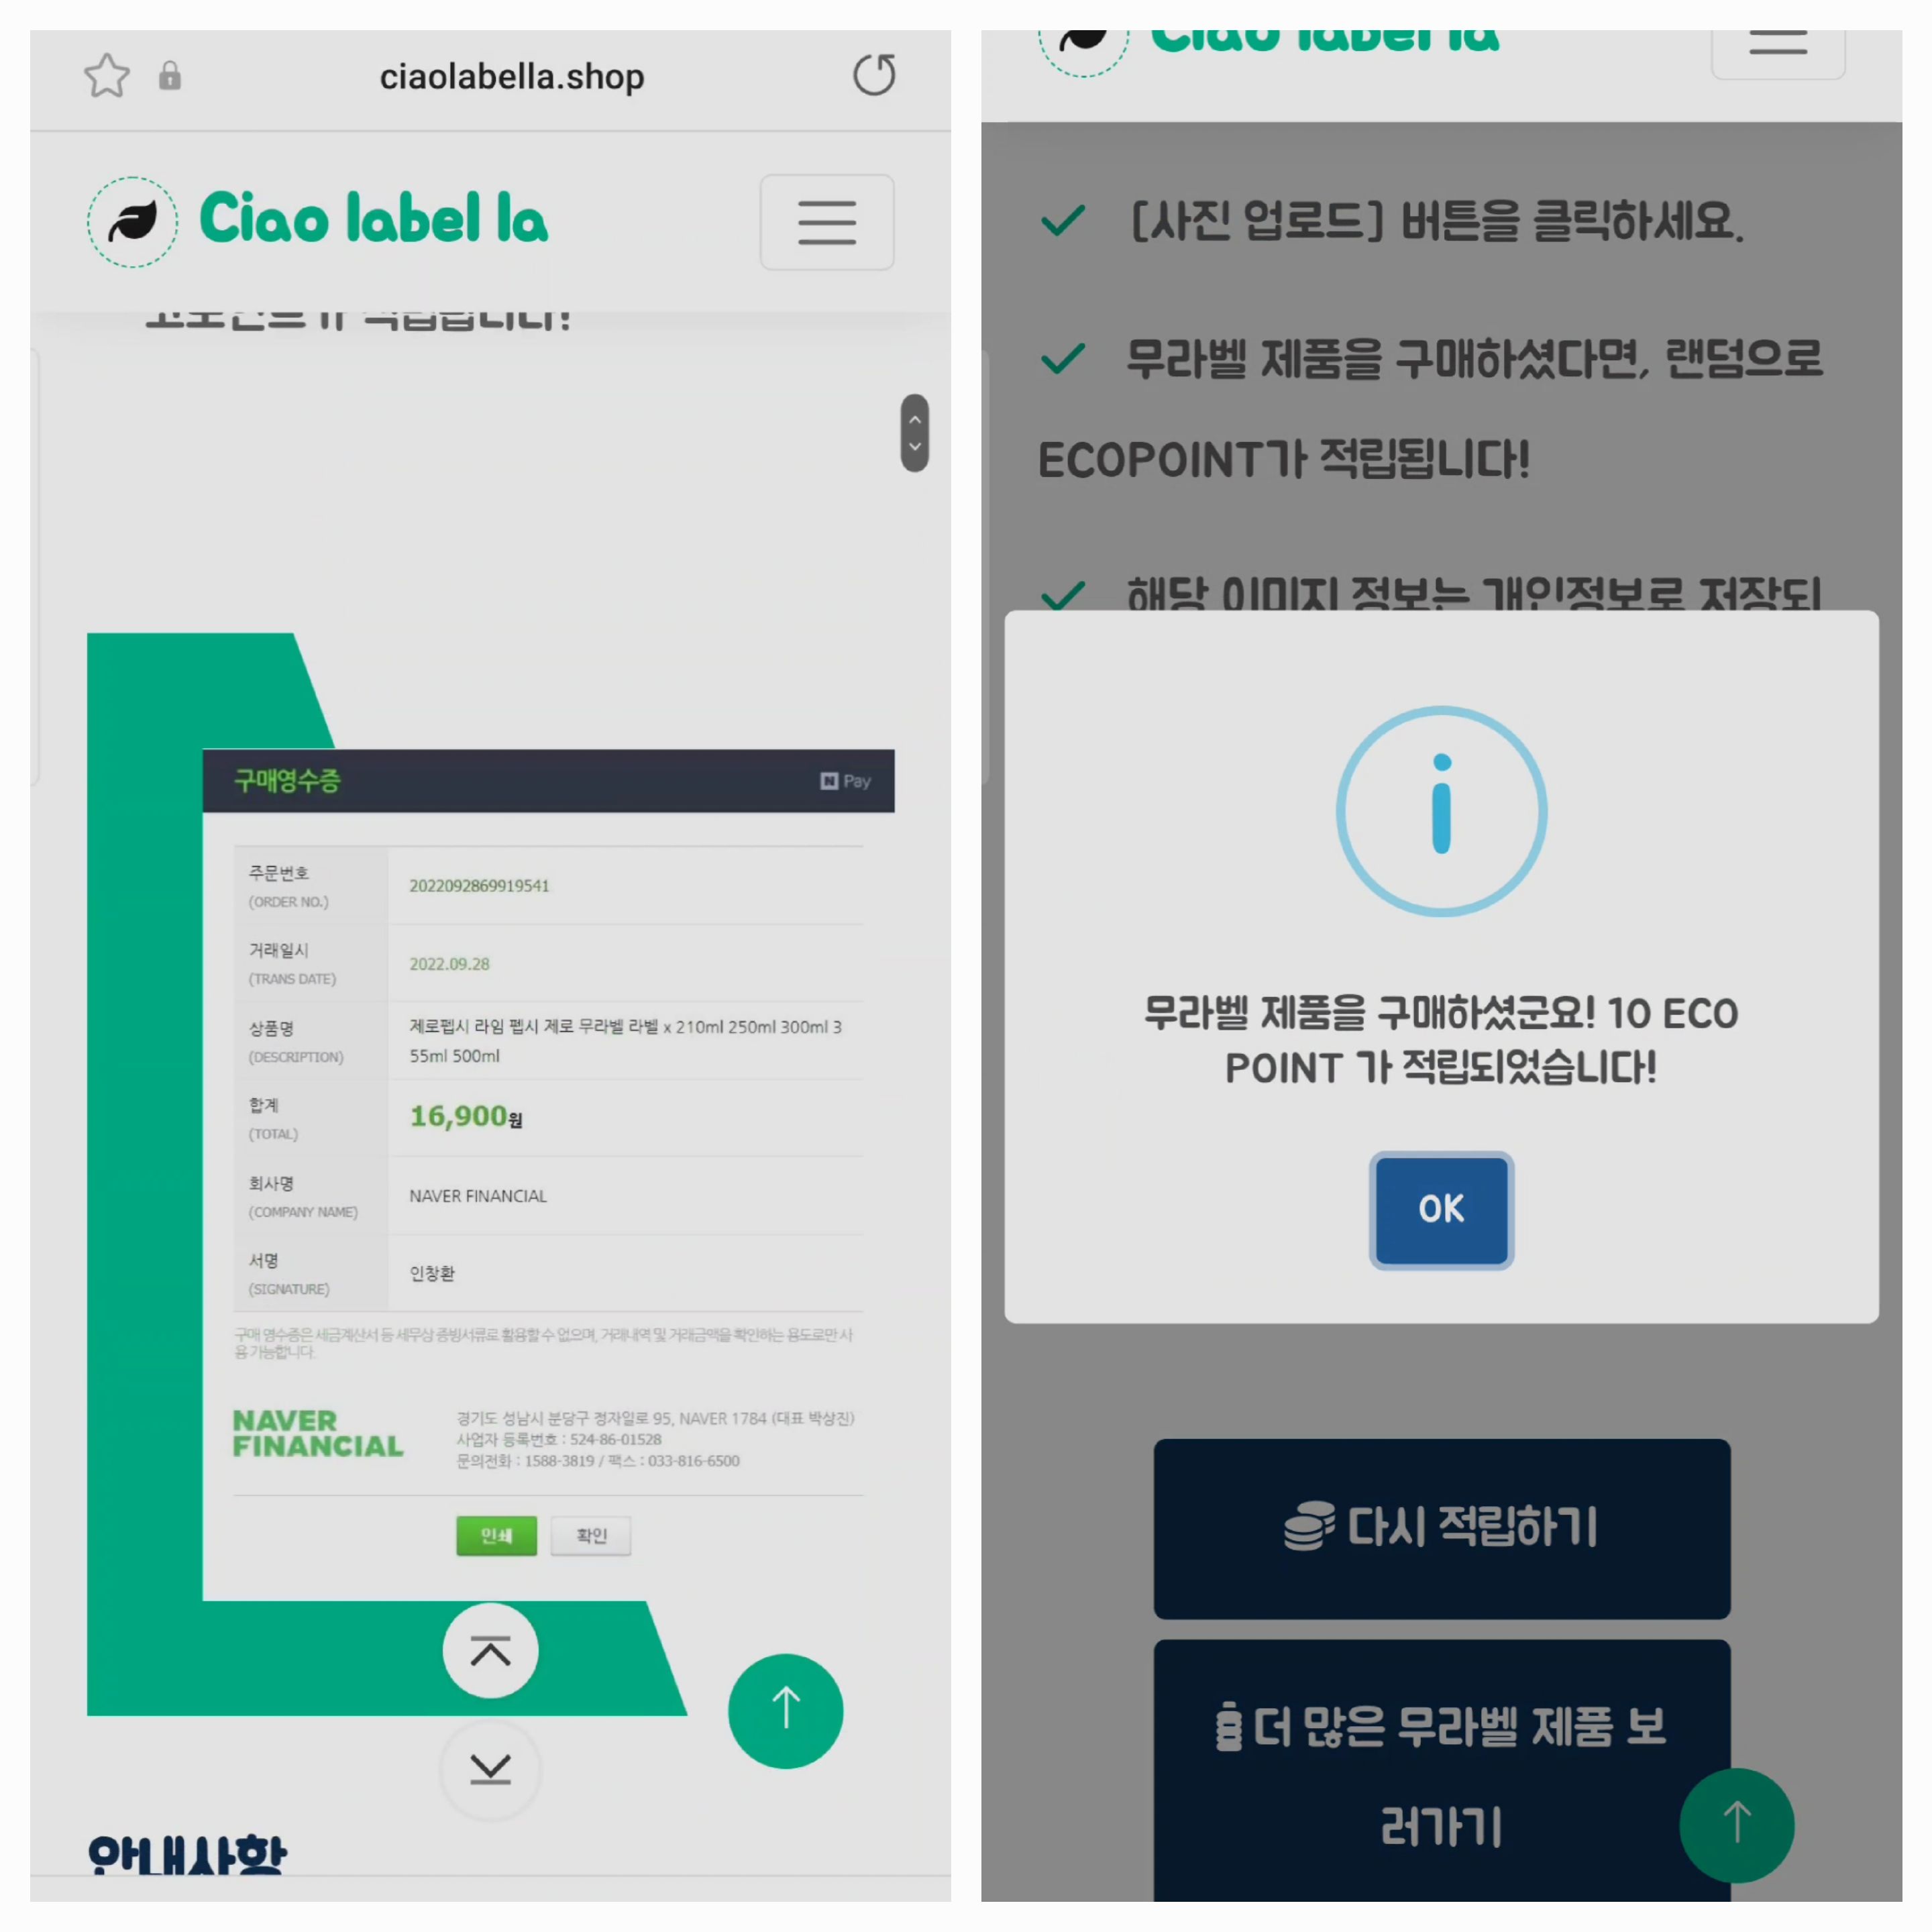 ciaolabella.shop
Ciao label la
구매영수증
N Pay
주문번호
(ORDER NO.)
2022092869919541
거래일시
(TRANS DATE)
2022.09.28
상품명
(DESCRIPTION)
제로펩시 라임 펩시 제로 무라벨 라벨 x 210ml 250ml 300ml 3
55ml 500ml
합계
(TOTAL)
16,900원
회사명
(COMPANY NAME)
NAVER FINANCIAL
서명
(SIGNATURE)
인창환
구매 영수증은 세금계산서 등 세무상 증빙서류로 활용할 수 없으며, 거래내역 및 거래금액을 확인하는 용도로만 사
용 가능합니다.
NAVER
FINANCIAL
경기도 성남시 분당구 정자일로 95, NAVER 1784 (대표 박상진)
사업자 등록번호 : 524-86-01528
문의전화 : 1588-3819 / 팩스 : 033-816-6500
인쇄
확인
안내사항
Ciao label la
[사진 업로드] 버튼을 클릭하세요.
무라벨 제품을 구매하셨다면, 랜덤으로
ECOPOINT가 적립됩니다!
해당 이미지 정보는 개인정보로 저장되
무라벨 제품을 구매하셨군요! 10 ECO
POINT 가 적립되었습니다!
OK
다시 적립하기
더 많은 무라벨 제품 보
러가기